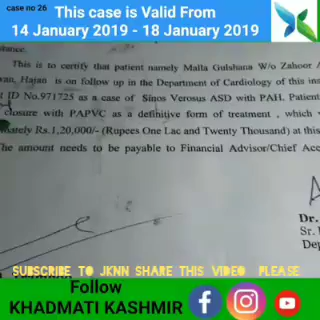 case no 26
This case is Valid From
14 January 2019 - 18 January 2019
This is to certify that patient namely Malla Gulshana W/o Zahoor
Hajan is on follow up in the Department of Cardiology of this
ID No.971725 as a case of Sinos Verosus ASD with PAH. Patient
closure with PAPVC as a definitive form of treatment , which
Rs.1,20,000/- (Rupees One Lac and Twenty Thousand) at this
The amount needs to be payable to Financial Advisor/Chief
Dr.
Sr.
SUBSCRIBE TO JKNN SHARE THIS VIDEO PLEASE
Follow
KHADMATI KASHMIR